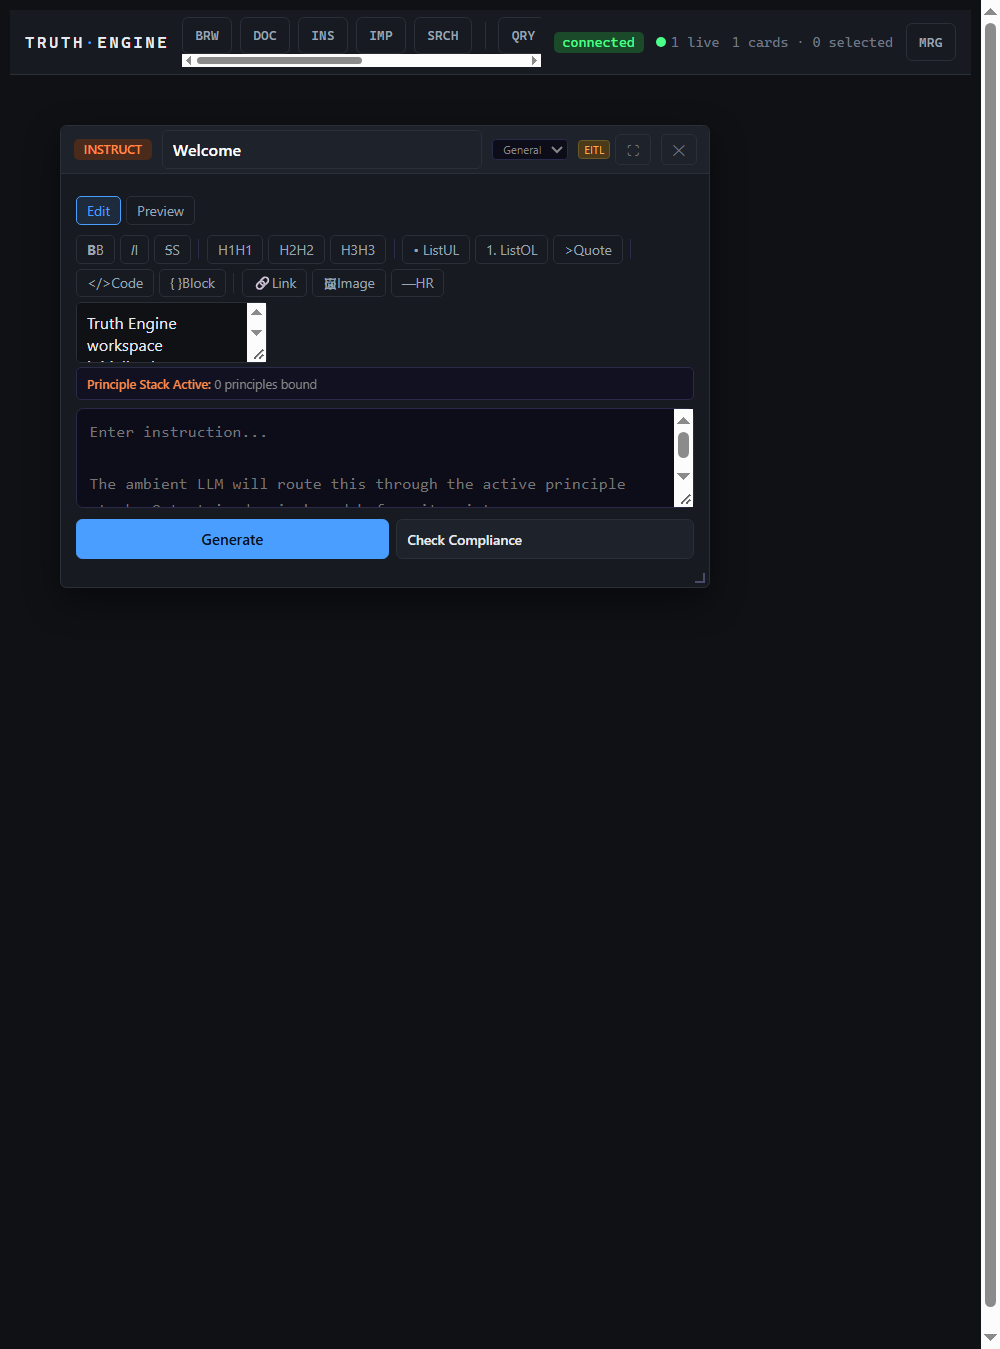 TRUTH·ENGINE BRW DOC INS IMP SRCH QRY connected 1 live 1 cards · 0 selected MRG
INSTRUCT Welcome General EITL
Edit Preview
BB II SS H1H1 H2H2 H3H3 • ListUL 1. ListOL >Quote
</>Code { }Block 🔗Link 🖼Image —HR
Truth Engine
workspace
Principle Stack Active: 0 principles bound
Enter instruction...
The ambient LLM will route this through the active principle
Generate Check Compliance